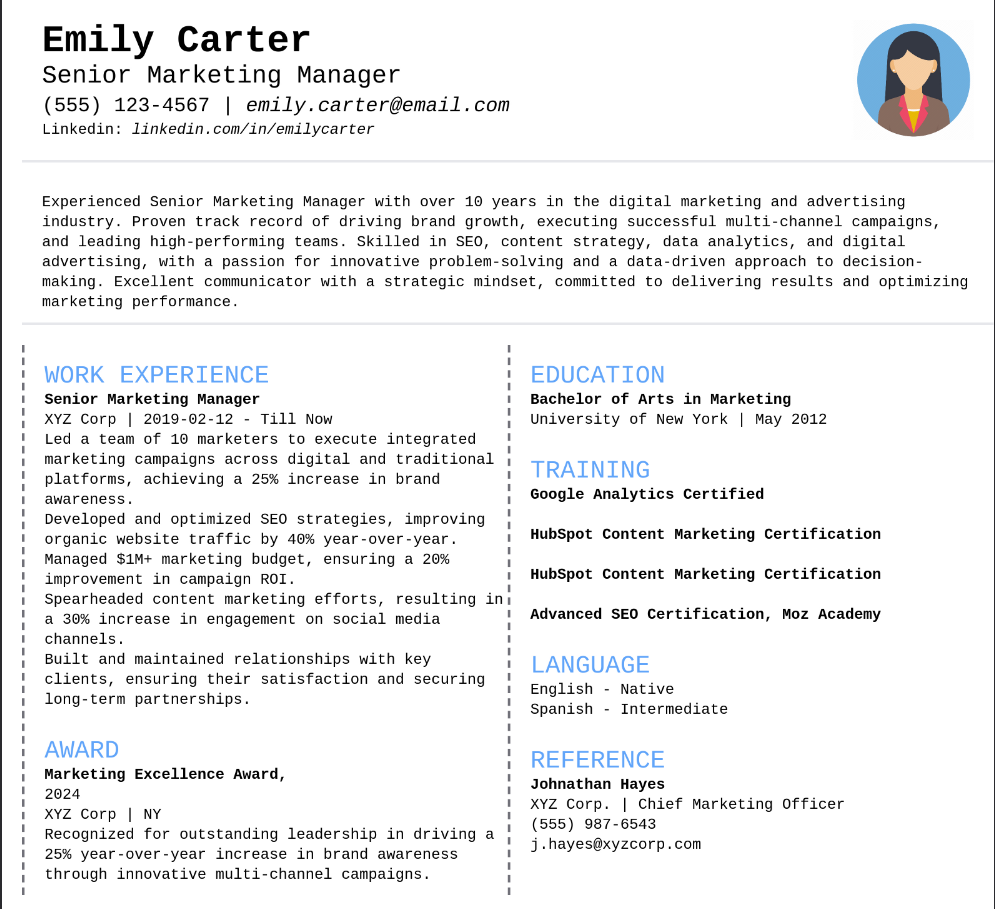 Emily Carter
Senior Marketing Manager
(555) 123-4567 | emily.carter@email.com
Linkedin: linkedin.com/in/emilycarter
Experienced Senior Marketing Manager with over 10 years in the digital marketing and advertising
industry. Proven track record of driving brand growth, executing successful multi-channel campaigns,
and leading high-performing teams. Skilled in SEO, content strategy, data analytics, and digital
advertising, with a passion for innovative problem-solving and a data-driven approach to decision-
making. Excellent communicator with a strategic mindset, committed to delivering results and optimizing
marketing performance.
WORK EXPERIENCE
Senior Marketing Manager
XYZ Corp | 2019-02-12 - Till Now
Led a team of 10 marketers to execute integrated
marketing campaigns across digital and traditional
platforms, achieving a 25% increase in brand
awareness.
Developed and optimized SEO strategies, improving
organic website traffic by 40% year-over-year.
Managed $1M+ marketing budget, ensuring a 20%
improvement in campaign ROI.
Spearheaded content marketing efforts, resulting in
a 30% increase in engagement on social media
channels.
Built and maintained relationships with key
clients, ensuring their satisfaction and securing
long-term partnerships.
AWARD
Marketing Excellence Award,
2024
XYZ Corp | NY
Recognized for outstanding leadership in driving a
25% year-over-year increase in brand awareness
through innovative multi-channel campaigns.
EDUCATION
Bachelor of Arts in Marketing
University of New York | May 2012
TRAINING
Google Analytics Certified
HubSpot Content Marketing Certification
HubSpot Content Marketing Certification
Advanced SEO Certification, Moz Academy
LANGUAGE
English - Native
Spanish - Intermediate
REFERENCE
Johnathan Hayes
XYZ Corp. | Chief Marketing Officer
(555) 987-6543
j.hayes@xyzcorp.com